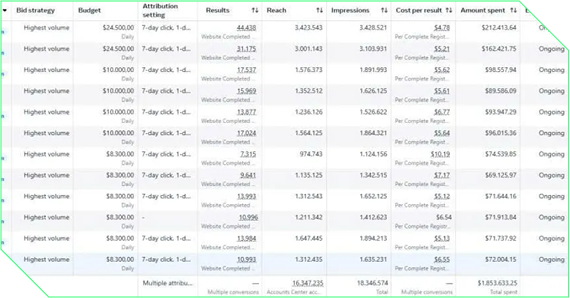 Bid strategy Budget Attribution setting Results Reach Impressions Cost per result Amount spent
Highest volume $24,500.00 7-day click, 1-d... 44,438 3.423,543 3.428.521 $4.78 $212.413,64
Daily Website Completed ... Per Complete Regist...
Highest volume $24.500,00 7-day click, 1-d... 31,175 3.001.143 3.103.931 $5,21 $162.421.75 Ongoing
Daily Website Completed ... Per Complete Regist...
Highest volume $10.000,00 7-day click, 1-d... 17,537 1,576,373 1.891.993 $5,62 $98.557,94 Ongoing
Daily Website Completed ... Per Complete Regist...
Highest volume $10.000,00 7-day click, 1-d... 15,969 1,352,512 1,626,125 $5,61 $89,586.09 Ongoing
Daily Website Completed ... Per Complete Regist...
Highest volume $10.000,00 7-day click, 1-d... 13,877 1,236,126 1,526,622 $6,77 $93.947,29 Ongoing
Daily Website Completed ... Per Complete Regist...
Highest volume $10.000,00 7-day click, 1-d... 17,024 1,564,125 1,864,321 $5,64 $96.015,36 Ongoing
Daily Website Completed ... Per Complete Regist...
Highest volume $8,300.00 7-day click, 1-d... 7,315 974,743 1,124,156 $10,19 $74.539,85 Ongoing
Daily Website Completed ... Per Complete Regist...
Highest volume $8,300.00 7-day click, 1-d... 9,641 1,135,125 1,342,515 $7,17 $69,125,97 Ongoing
Daily Website Completed ... Per Complete Regist...
Highest volume $8,300.00 7-day click, 1-d... 13,993 1,312,543 1,652,125 $5,12 $71.644,16 Ongoing
Daily Website Completed ... Per Complete Regist...
Highest volume $8,300.00 - 10,996 1,211,342 1,412,623 $6.54 $71,913.84 Ongoing
Daily Website Completed ... Per Complete Regist...
Highest volume $8,300.00 7-day click, 1-d... 13,984 1,647,445 1,894,213 $5,13 $71.737,92 Ongoing
Daily Website Completed ... Per Complete Regist...
Highest volume $8,300.00 7-day click, 1-d... 10,993 1,312,435 1,635,231 $6,55 $72.004,15 Ongoing
Daily Website Completed ... Per Complete Regist...
Multiple attribu... — 16,347,235 18,346,574 — $1.853.633,25
Multiple conversions Accounts Center acc... Total Multiple conversions Total spent